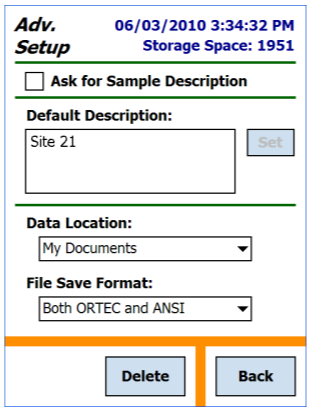 Adv. Setup
06/03/2010 3:34:32 PM
Storage Space: 1951
Ask for Sample Description
Default Description:
Site 21
Set
Data Location:
My Documents
File Save Format:
Both ORTEC and ANSI
Delete
Back